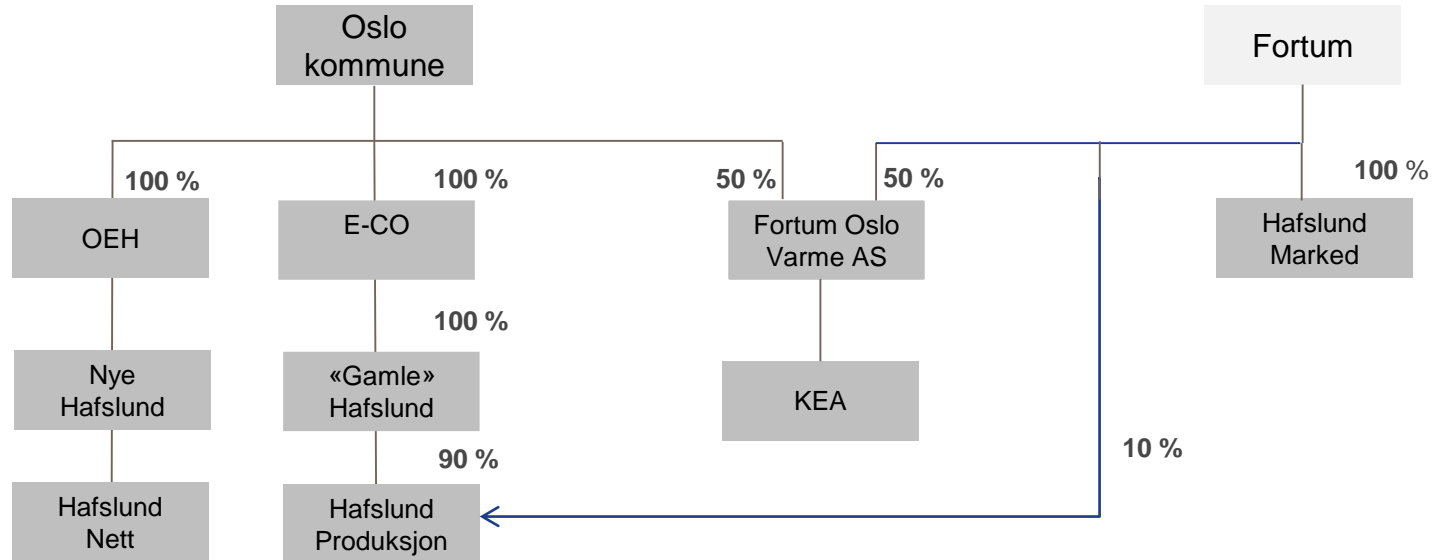 Oslo
kommune
Fortum
100 %
100 %
50 %
50 %
100 %
OEH
E-CO
Fortum Oslo
Varme AS
Hafslund
Marked
100 %
Nye
Hafslund
«Gamle»
Hafslund
KEA
90 %
10 %
Hafslund
Nett
Hafslund
Produksjon